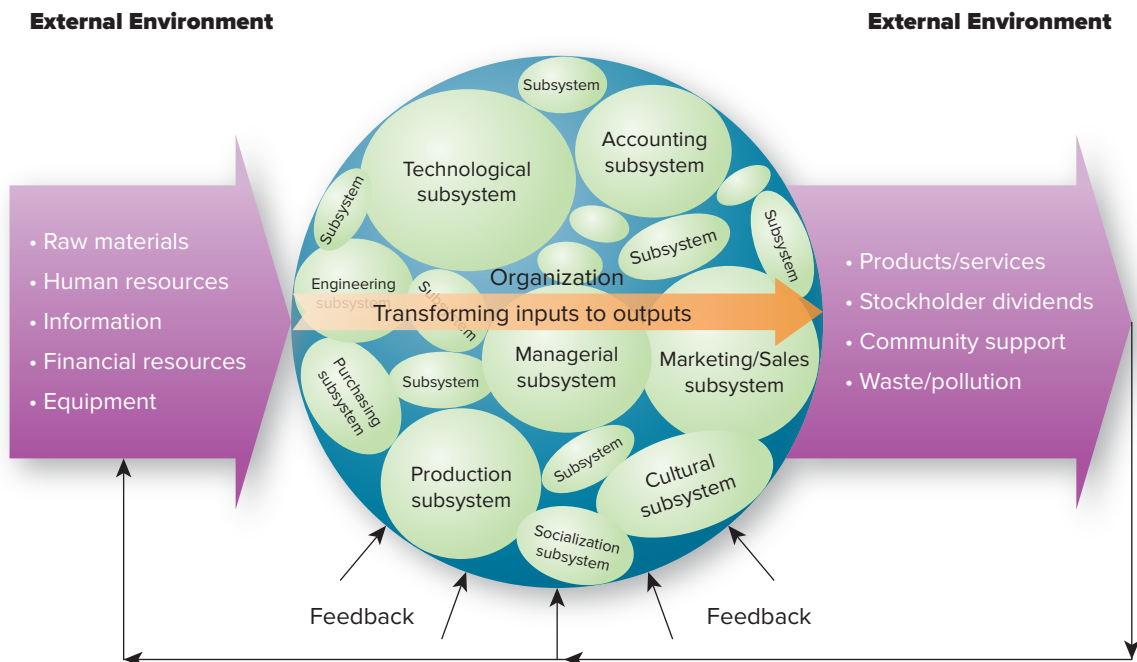 External Environment
External Environment
• Raw materials
• Human resources
• Information
• Financial resources
• Equipment
Subsystem
Technological
subsystem
Accounting
subsystem
Subsystem
Subsystem
Subsystem
Engineering
subsystem
Subsystem
Organization
Transforming inputs to outputs
Purchasing
subsystem
Subsystem
Managerial
subsystem
Marketing/Sales
subsystem
Production
subsystem
Subsystem
Cultural
subsystem
Socialization
subsystem
• Products/services
• Stockholder dividends
• Community support
• Waste/pollution
Feedback
Feedback